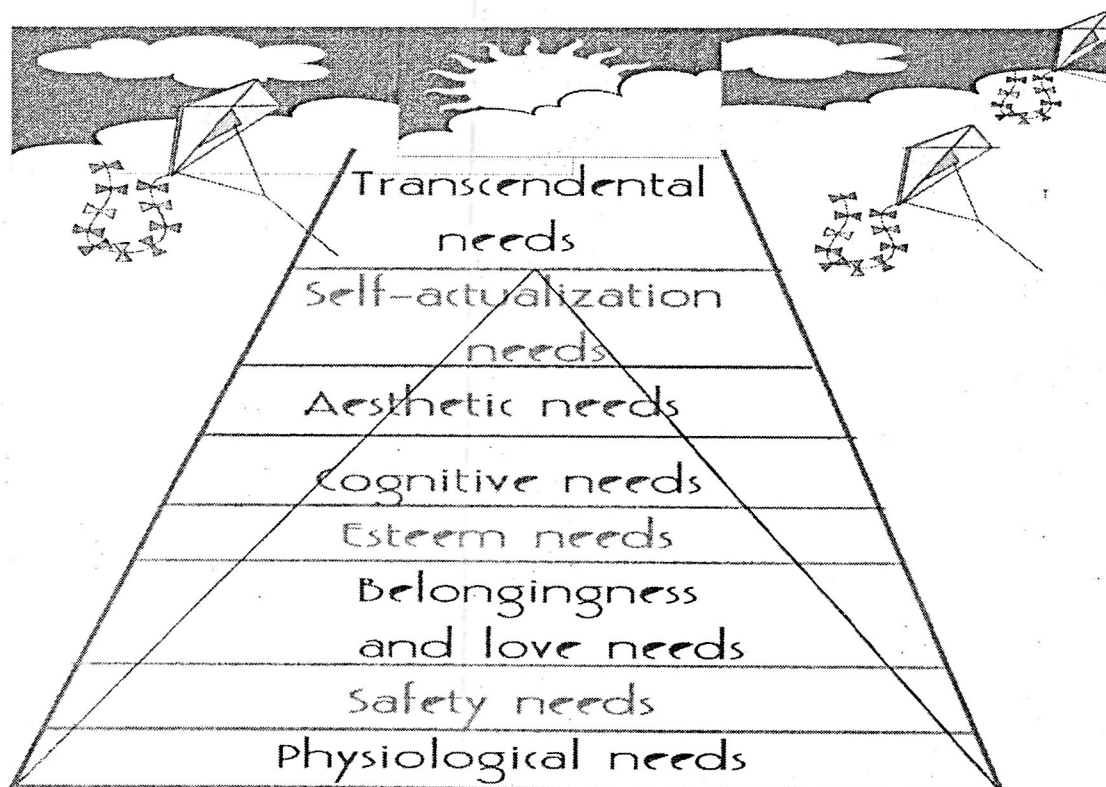 Transcendental
needs
Self-actualization
needs
Aesthetic needs
Cognitive needs
Esteem needs
Belongingness
and love needs
Safety needs
Physiological needs